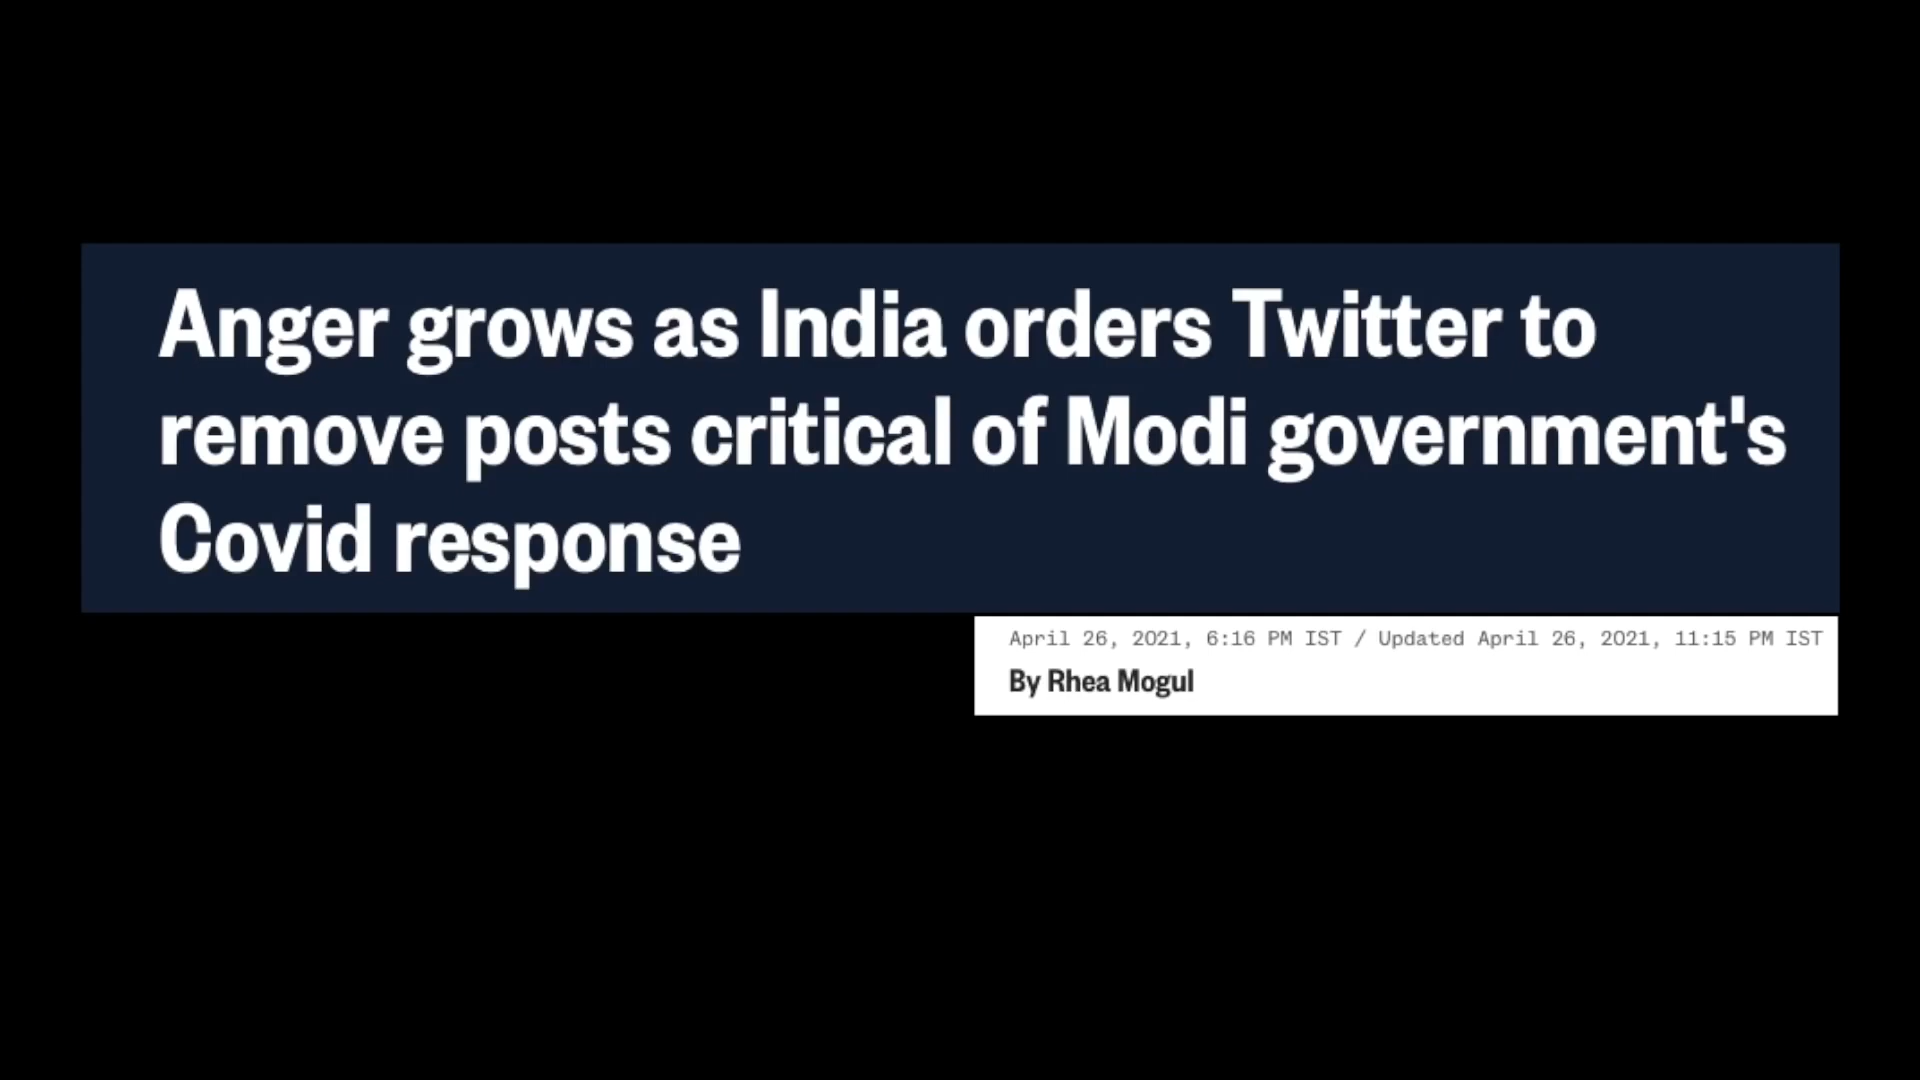 Anger grows as India orders Twitter to
remove posts critical of Modi government's
Covid response
April 26, 2021, 6:16 PM IST / Updated April 26, 2021, 11:15 PM IST
By Rhea Mogul